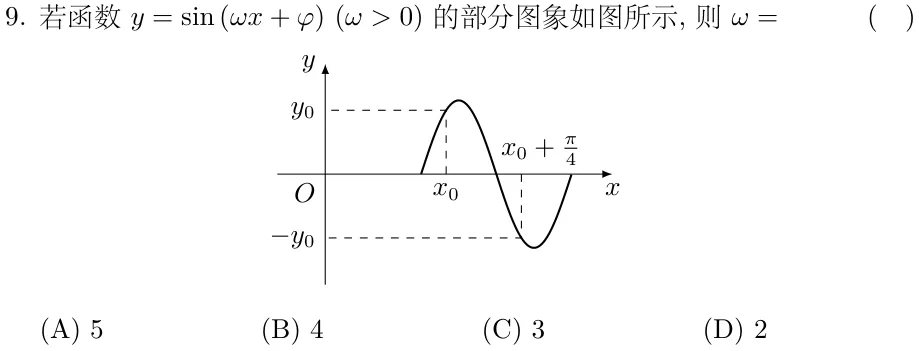 9. 若函数 y = sin (ωx + φ) (ω > 0) 的部分图象如图所示, 则 ω = ( )
y
y₀
x₀ + π/4
O
x₀
x
−y₀
(A) 5 (B) 4 (C) 3 (D) 2